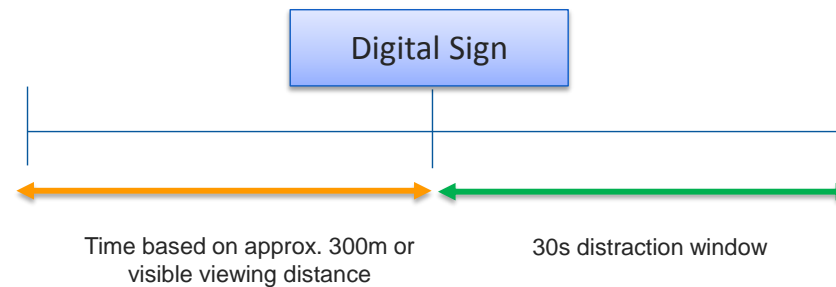 Digital Sign
Time based on approx. 300m or
visible viewing distance
30s distraction window